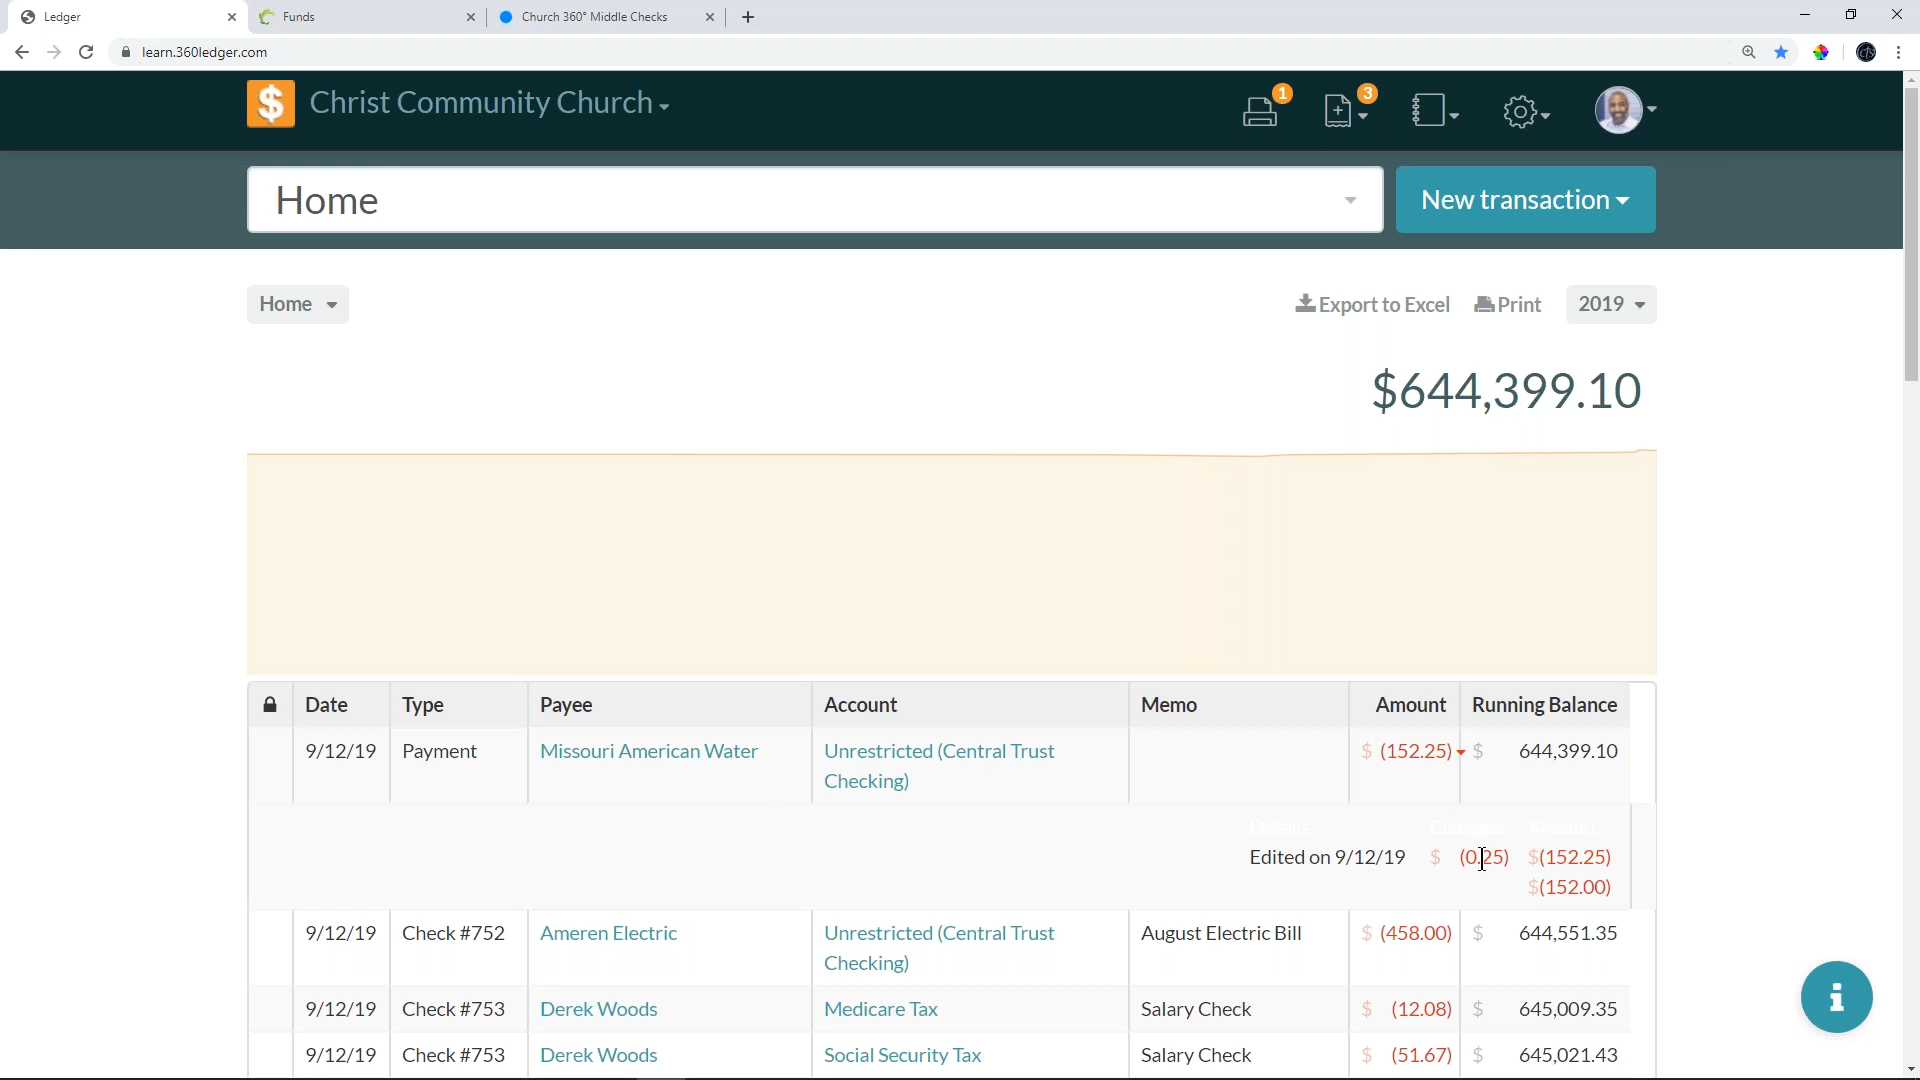 Ledger
Funds
Church 360° Middle Checks
learn.360ledger.com
$ Christ Community Church
1
3
Home
New transaction
Home
Export to Excel
Print
2019
$644,399.10
Date Type Payee Account Memo Amount Running Balance
9/12/19 Payment Missouri American Water Unrestricted (Central Trust $ (152.25) $ 644,399.10
Checking)
Details Changes Amount
Edited on 9/12/19 $ (0.25) $(152.25)
$(152.00)
9/12/19 Check #752 Ameren Electric Unrestricted (Central Trust August Electric Bill $ (458.00) $ 644,551.35
Checking)
9/12/19 Check #753 Derek Woods Medicare Tax Salary Check $ (12.08) $ 645,009.35
9/12/19 Check #753 Derek Woods Social Security Tax Salary Check $ (51.67) $ 645,021.43
i